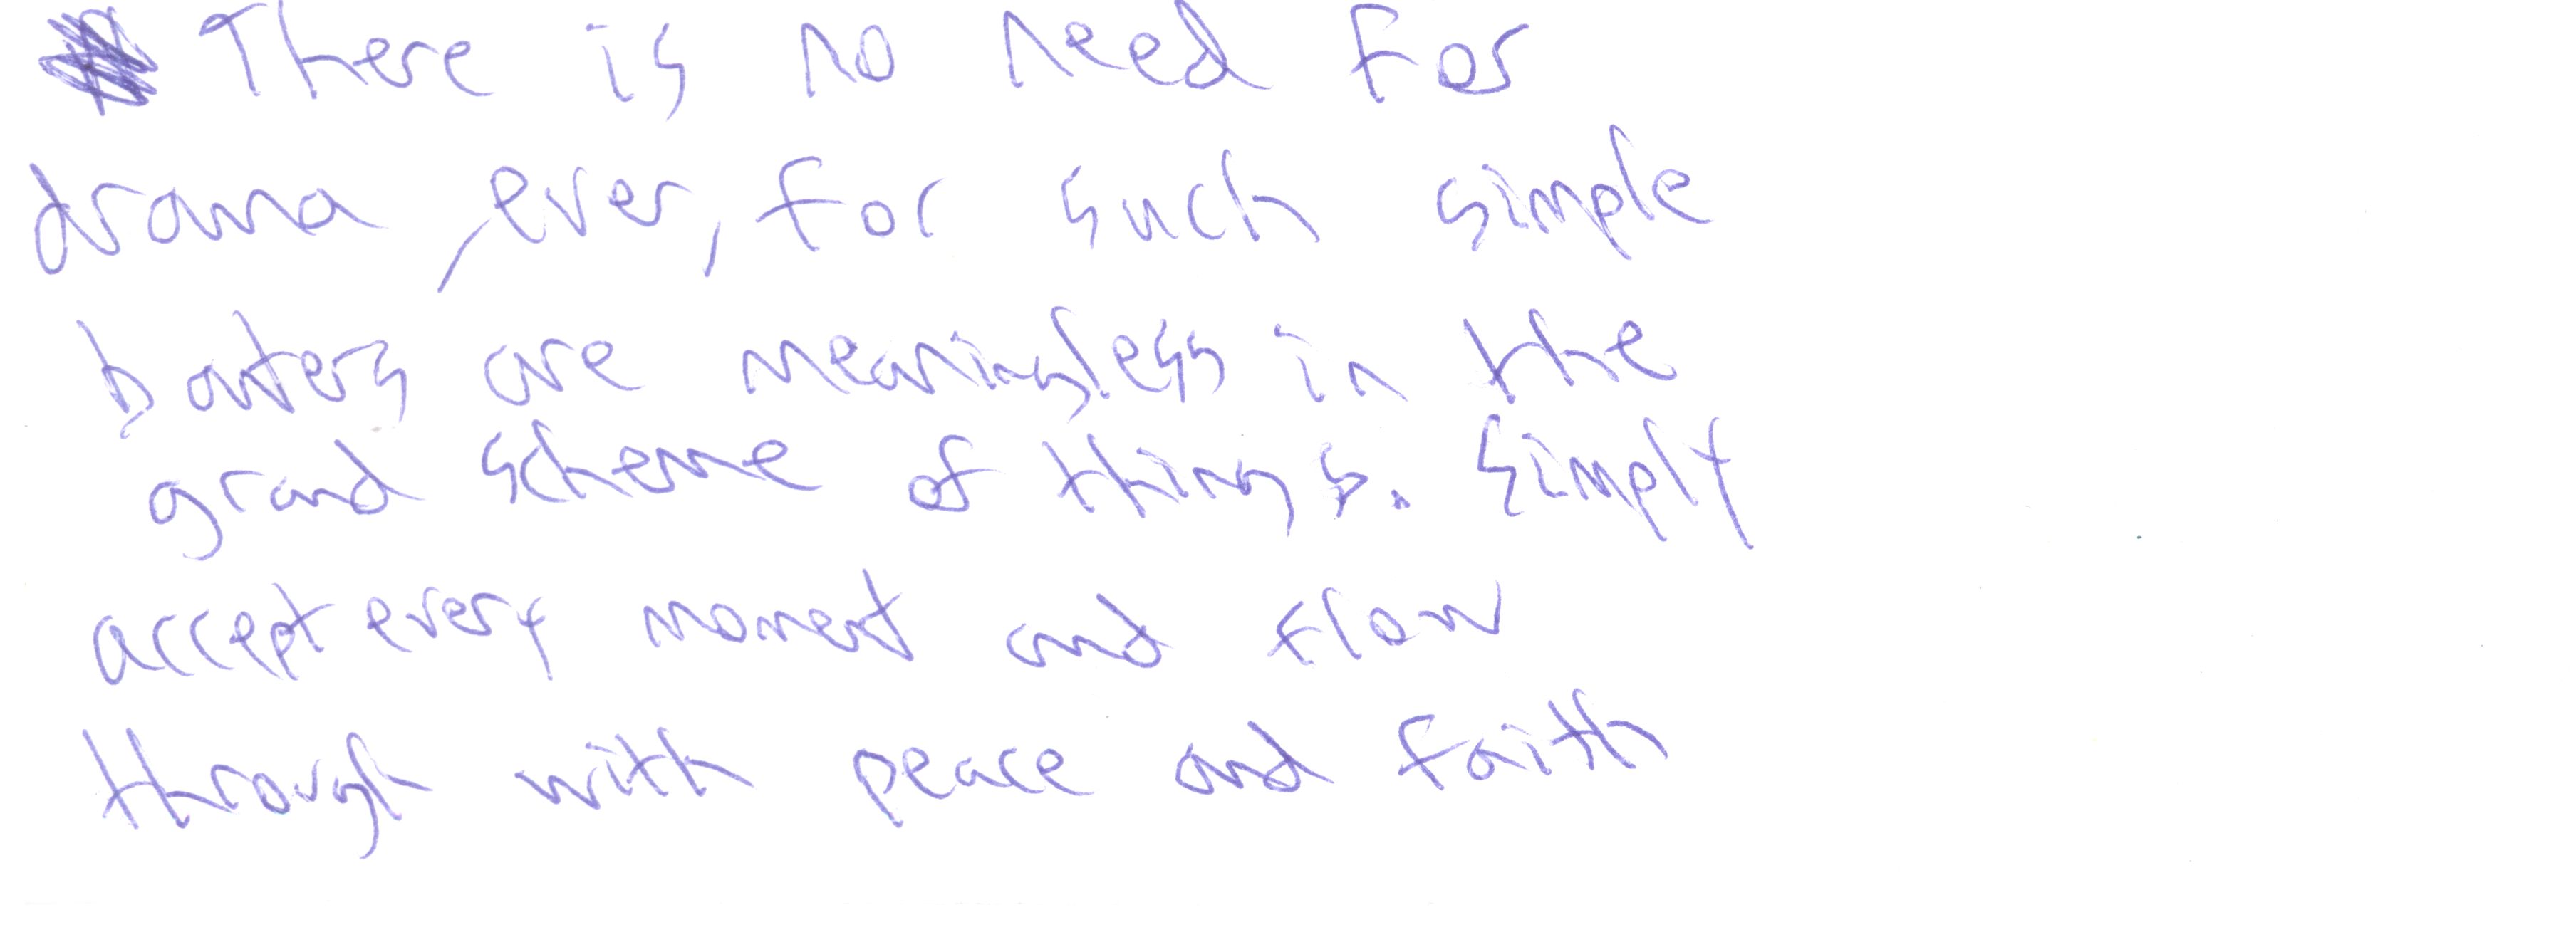 There is no need for
drama, ever, for such simple
banters are meaningless in the
grand scheme of things. Simply
accept every moment and flow
through with peace and faith